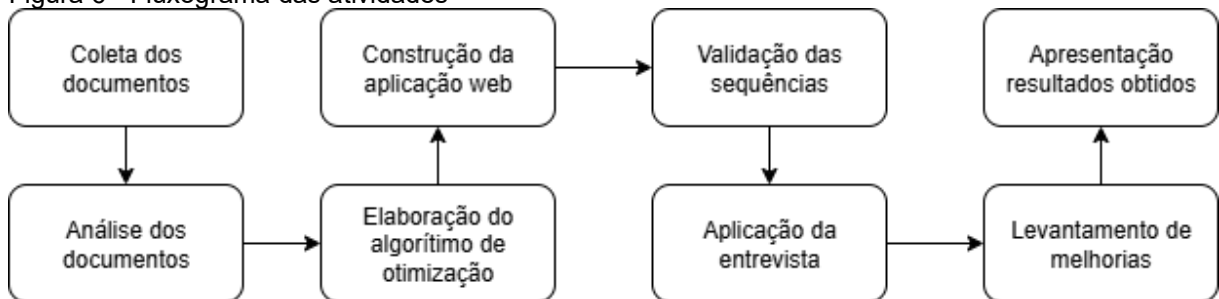 Figura 6 - Fluxograma das atividades
Coleta dos
documentos
Análise dos
documentos
Elaboração do
algorítimo de
otimização
Construção da
aplicação web
Validação das
sequências
Aplicação da
entrevista
Levantamento de
melhorias
Apresentação
resultados obtidos